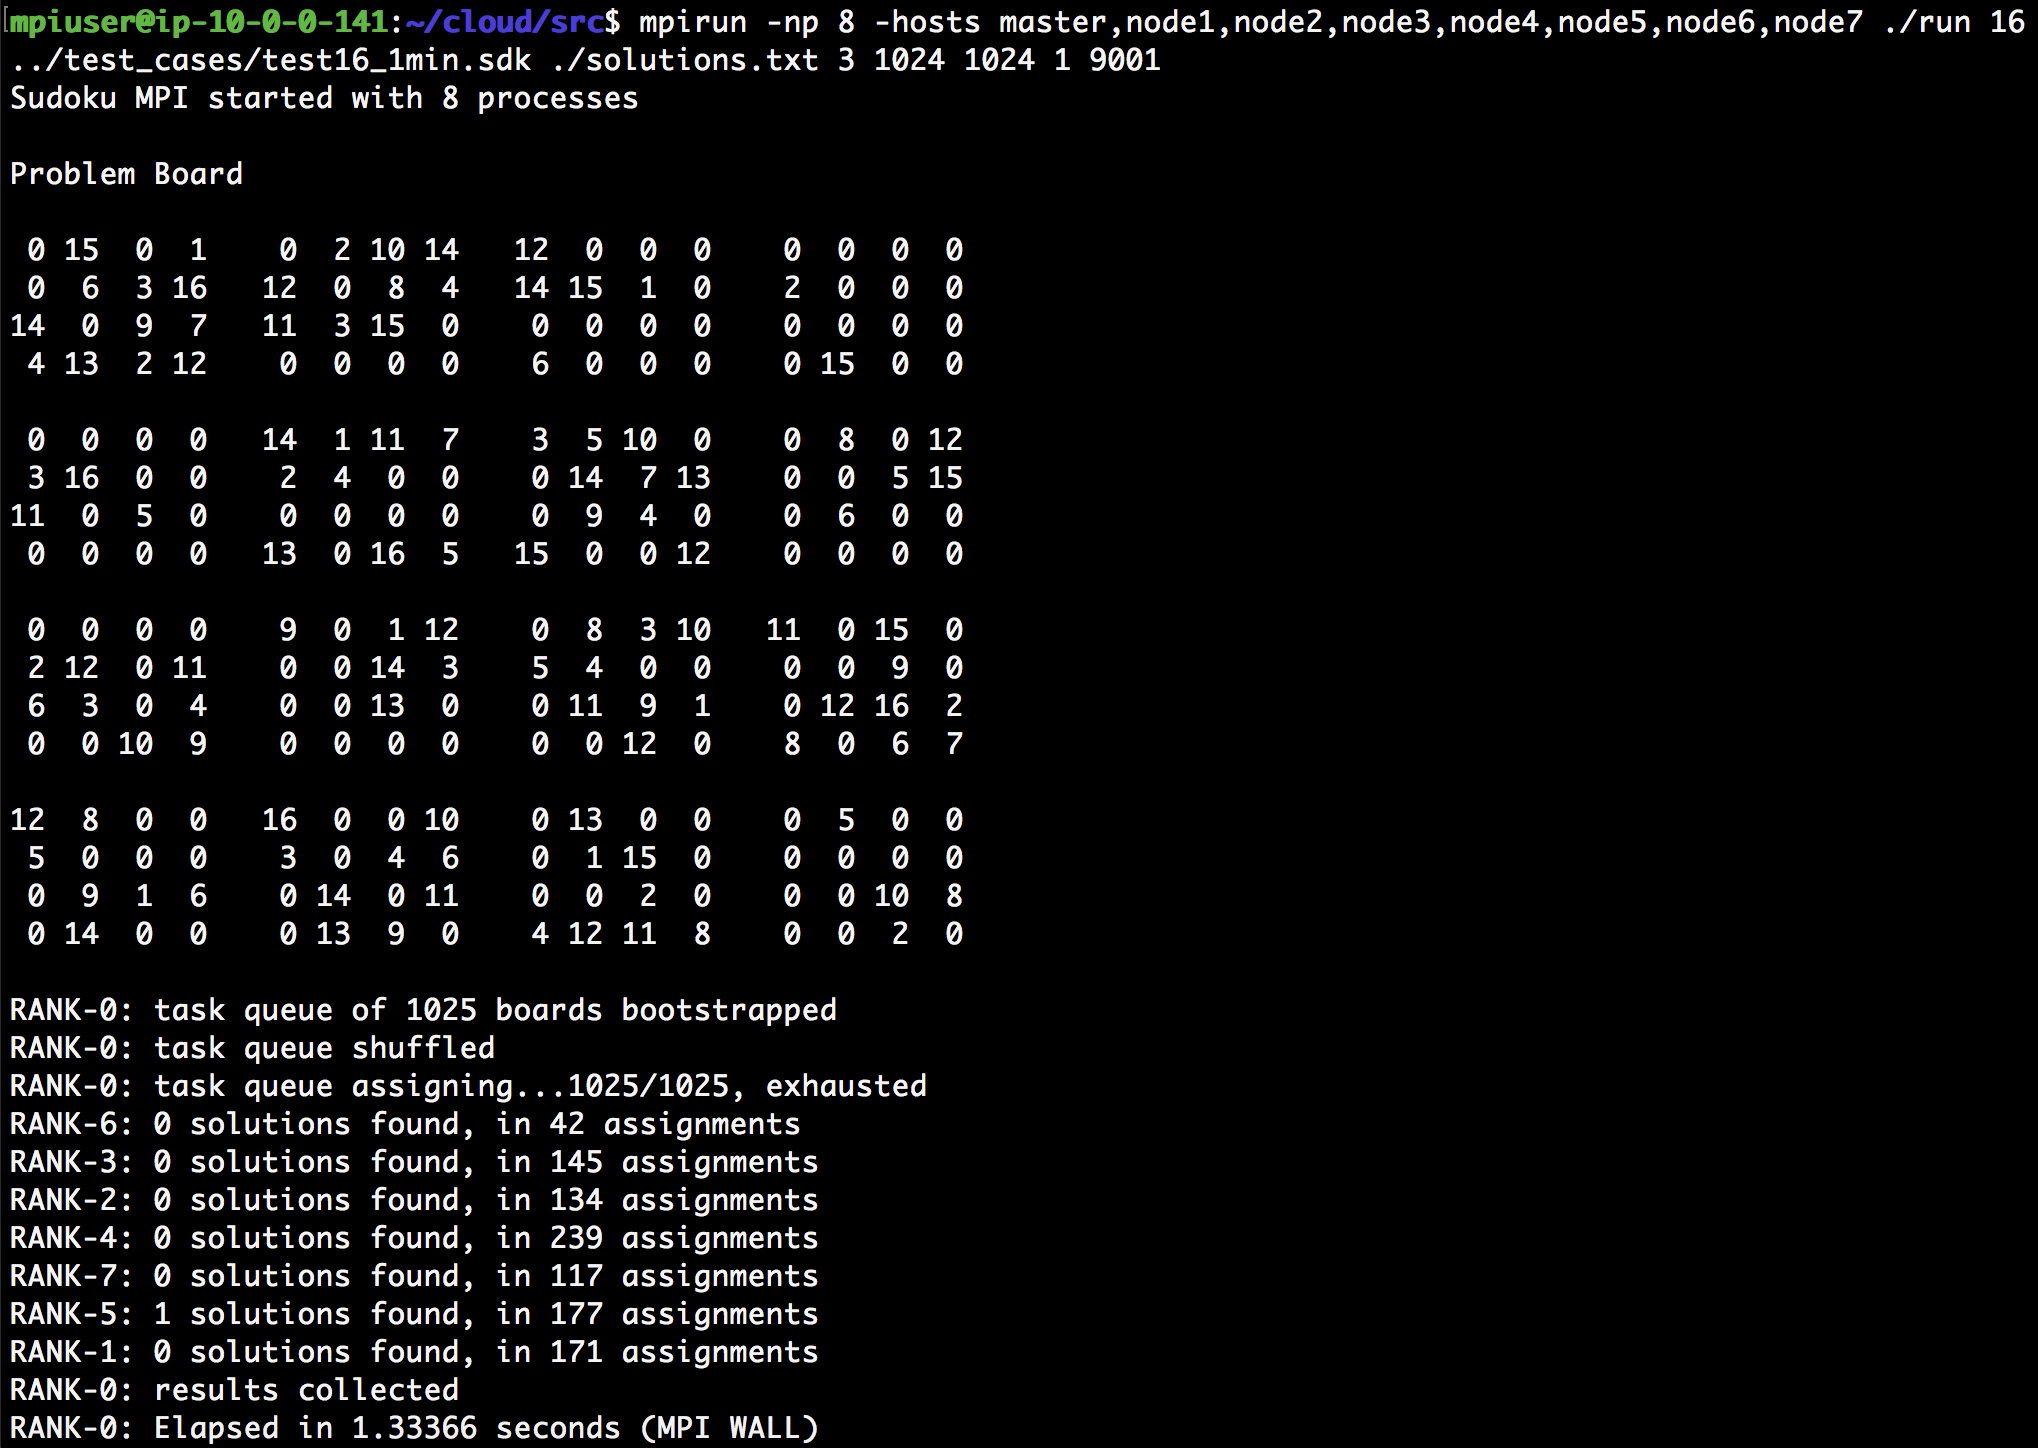 mpiuser@ip-10-0-0-141:~/cloud/src$ mpirun -np 8 -hosts master,node1,node2,node3,node4,node5,node6,node7 ./run 16
../test_cases/test16_1min.sdk ./solutions.txt 3 1024 1024 1 9001
Sudoku MPI started with 8 processes
Problem Board
0 15 0 1 0 2 10 14 12 0 0 0 0 0 0 0
0 6 3 16 12 0 8 4 14 15 1 0 2 0 0 0
14 0 9 7 11 3 15 0 0 0 0 0 0 0 0 0
4 13 2 12 0 0 0 0 6 0 0 0 0 15 0 0
0 0 0 0 14 1 11 7 3 5 10 0 0 8 0 12
3 16 0 0 2 4 0 0 0 14 7 13 0 0 5 15
11 0 5 0 0 0 0 0 0 9 4 0 0 6 0 0
0 0 0 0 13 0 16 5 15 0 0 12 0 0 0 0
0 0 0 0 9 0 1 12 0 8 3 10 11 0 15 0
2 12 0 11 0 0 14 3 5 4 0 0 0 0 9 0
6 3 0 4 0 0 13 0 0 11 9 1 0 12 16 2
0 0 10 9 0 0 0 0 0 0 12 0 8 0 6 7
12 8 0 0 16 0 0 10 0 13 0 0 0 5 0 0
5 0 0 0 3 0 4 6 0 1 15 0 0 0 0 0
0 9 1 6 0 14 0 11 0 0 2 0 0 0 10 8
0 14 0 0 0 13 9 0 4 12 11 8 0 0 2 0
RANK-0: task queue of 1025 boards bootstrapped
RANK-0: task queue shuffled
RANK-0: task queue assigning...1025/1025, exhausted
RANK-6: 0 solutions found, in 42 assignments
RANK-3: 0 solutions found, in 145 assignments
RANK-2: 0 solutions found, in 134 assignments
RANK-4: 0 solutions found, in 239 assignments
RANK-7: 0 solutions found, in 117 assignments
RANK-5: 1 solutions found, in 177 assignments
RANK-1: 0 solutions found, in 171 assignments
RANK-0: results collected
RANK-0: Elapsed in 1.33366 seconds (MPI WALL)